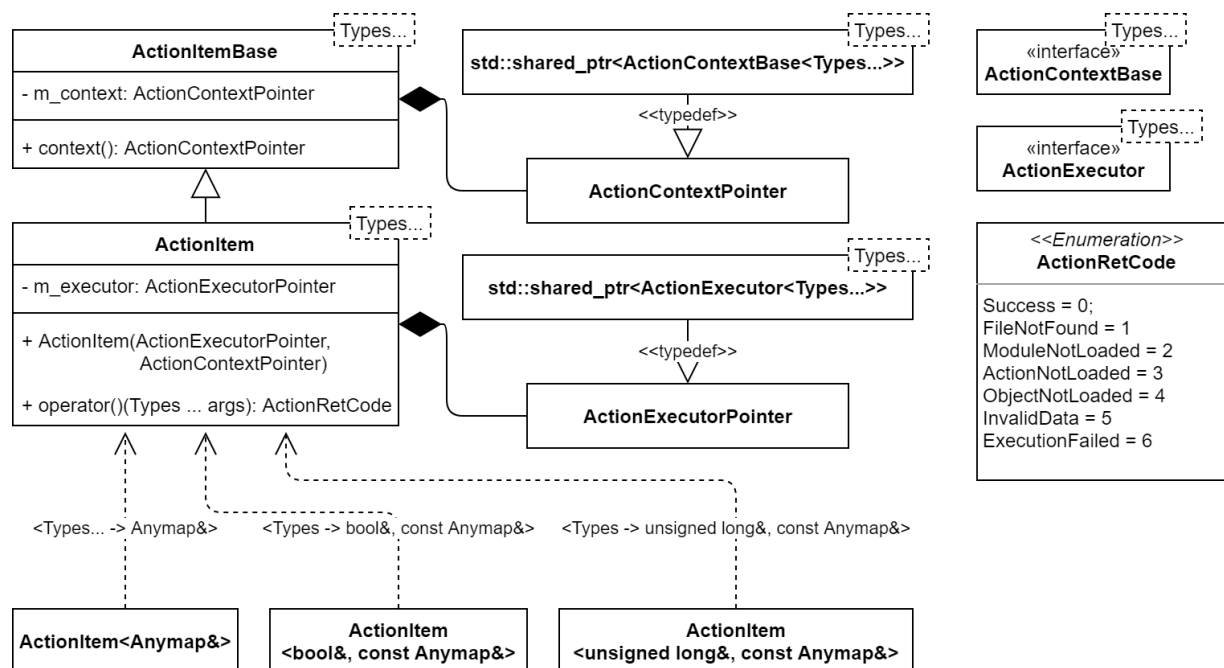 Types...
ActionItemBase
- m_context: ActionContextPointer
+ context(): ActionContextPointer
Types...
std::shared_ptr<ActionContextBase<Types...>>
<<typedef>>
ActionContextPointer
Types...
«interface»
ActionContextBase
Types...
«interface»
ActionExecutor
Types...
ActionItem
- m_executor: ActionExecutorPointer
+ ActionItem(ActionExecutorPointer,
ActionContextPointer)
+ operator()(Types ... args): ActionRetCode
Types...
std::shared_ptr<ActionExecutor<Types...>>
<<typedef>>
ActionExecutorPointer
<<Enumeration>>
ActionRetCode
Success = 0;
FileNotFound = 1
ModuleNotLoaded = 2
ActionNotLoaded = 3
ObjectNotLoaded = 4
InvalidData = 5
ExecutionFailed = 6
<Types... -> Anymap&>
<Types -> bool&, const Anymap&>
<Types -> unsigned long&, const Anymap&>
ActionItem<Anymap&>
ActionItem
<bool&, const Anymap&>
ActionItem
<unsigned long&, const Anymap&>